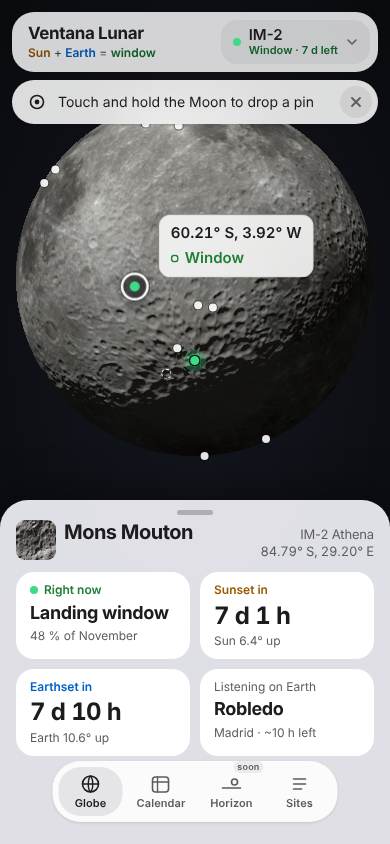 Ventana Lunar
Sun + Earth = window
IM-2
Window · 7 d left
Touch and hold the Moon to drop a pin
60.21° S, 3.92° W
Window
Mons Mouton
IM-2 Athena
84.79° S, 29.20° E
Right now
Landing window
48 % of November
Sunset in
7 d 1 h
Sun 6.4° up
Earthset in
7 d 10 h
Earth 10.6° up
Listening on Earth
Robledo
Madrid · ~10 h left
soon
Globe
Calendar
Horizon
Sites